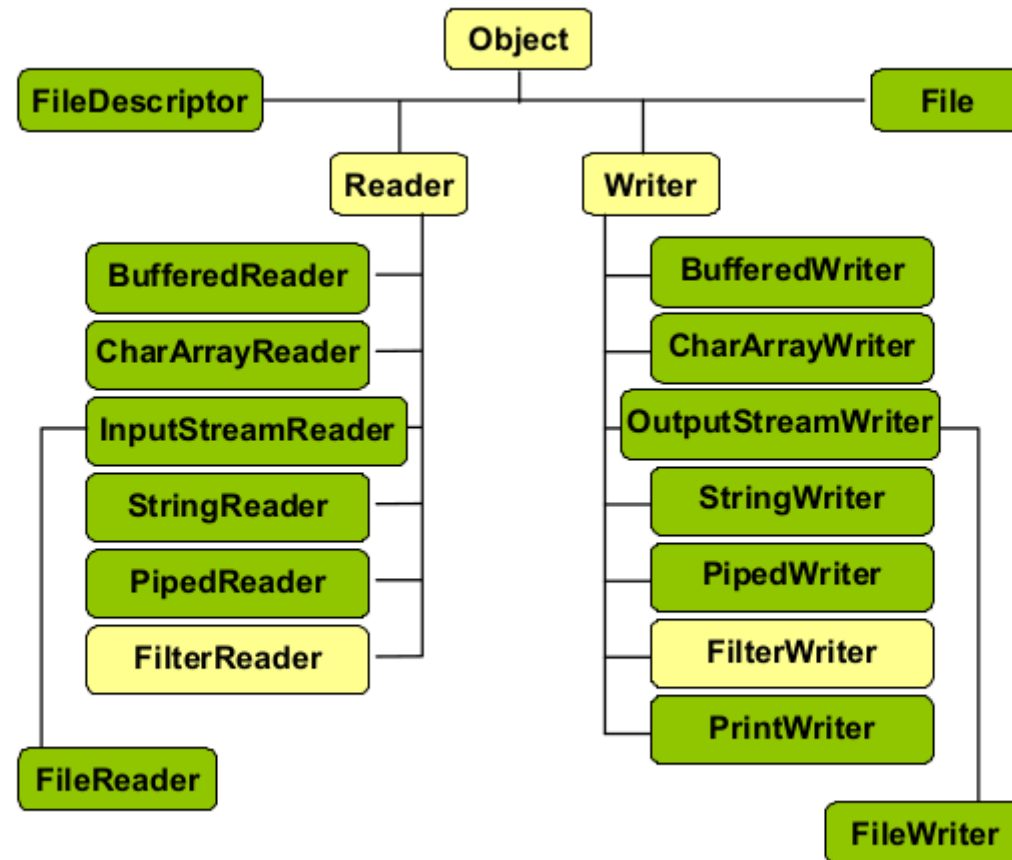 Object
FileDescriptor
File
Reader
Writer
BufferedReader
BufferedWriter
CharArrayReader
CharArrayWriter
InputStreamReader
OutputStreamWriter
StringReader
StringWriter
PipedReader
PipedWriter
FilterReader
FilterWriter
PrintWriter
FileReader
FileWriter